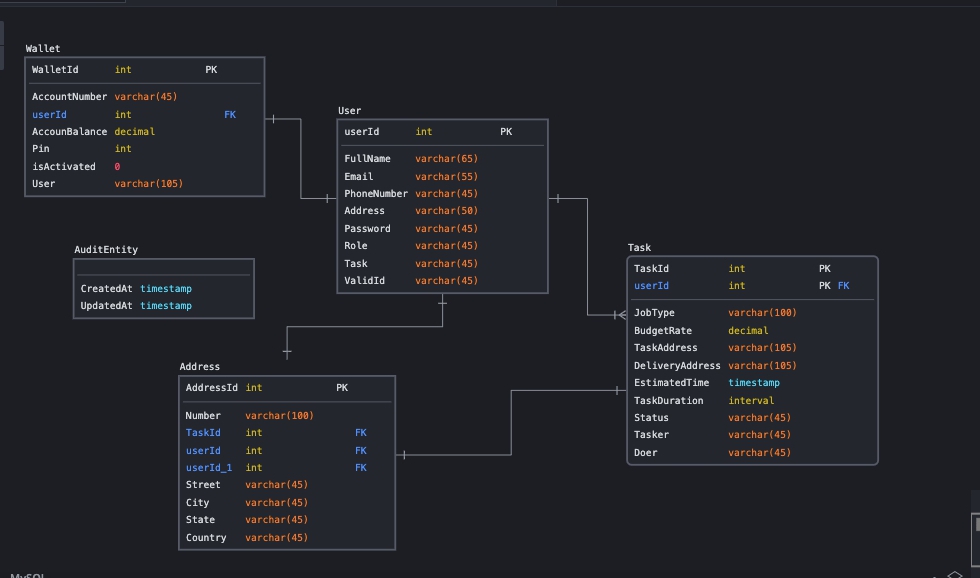 Wallet
WalletId int PK
AccountNumber varchar(45)
userId int FK
AccounBalance decimal
Pin int
isActivated 0
User varchar(105)
User
userId int PK
FullName varchar(65)
Email varchar(55)
PhoneNumber varchar(45)
Address varchar(50)
Password varchar(45)
Role varchar(45)
Task varchar(45)
ValidId varchar(45)
AuditEntity
CreatedAt timestamp
UpdatedAt timestamp
Task
TaskId int PK
userId int PK FK
JobType varchar(100)
BudgetRate decimal
TaskAddress varchar(105)
DeliveryAddress varchar(105)
EstimatedTime timestamp
TaskDuration interval
Status varchar(45)
Tasker varchar(45)
Doer varchar(45)
Address
AddressId int PK
Number varchar(100)
TaskId int FK
userId int FK
userId_1 int FK
Street varchar(45)
City varchar(45)
State varchar(45)
Country varchar(45)
MySQL